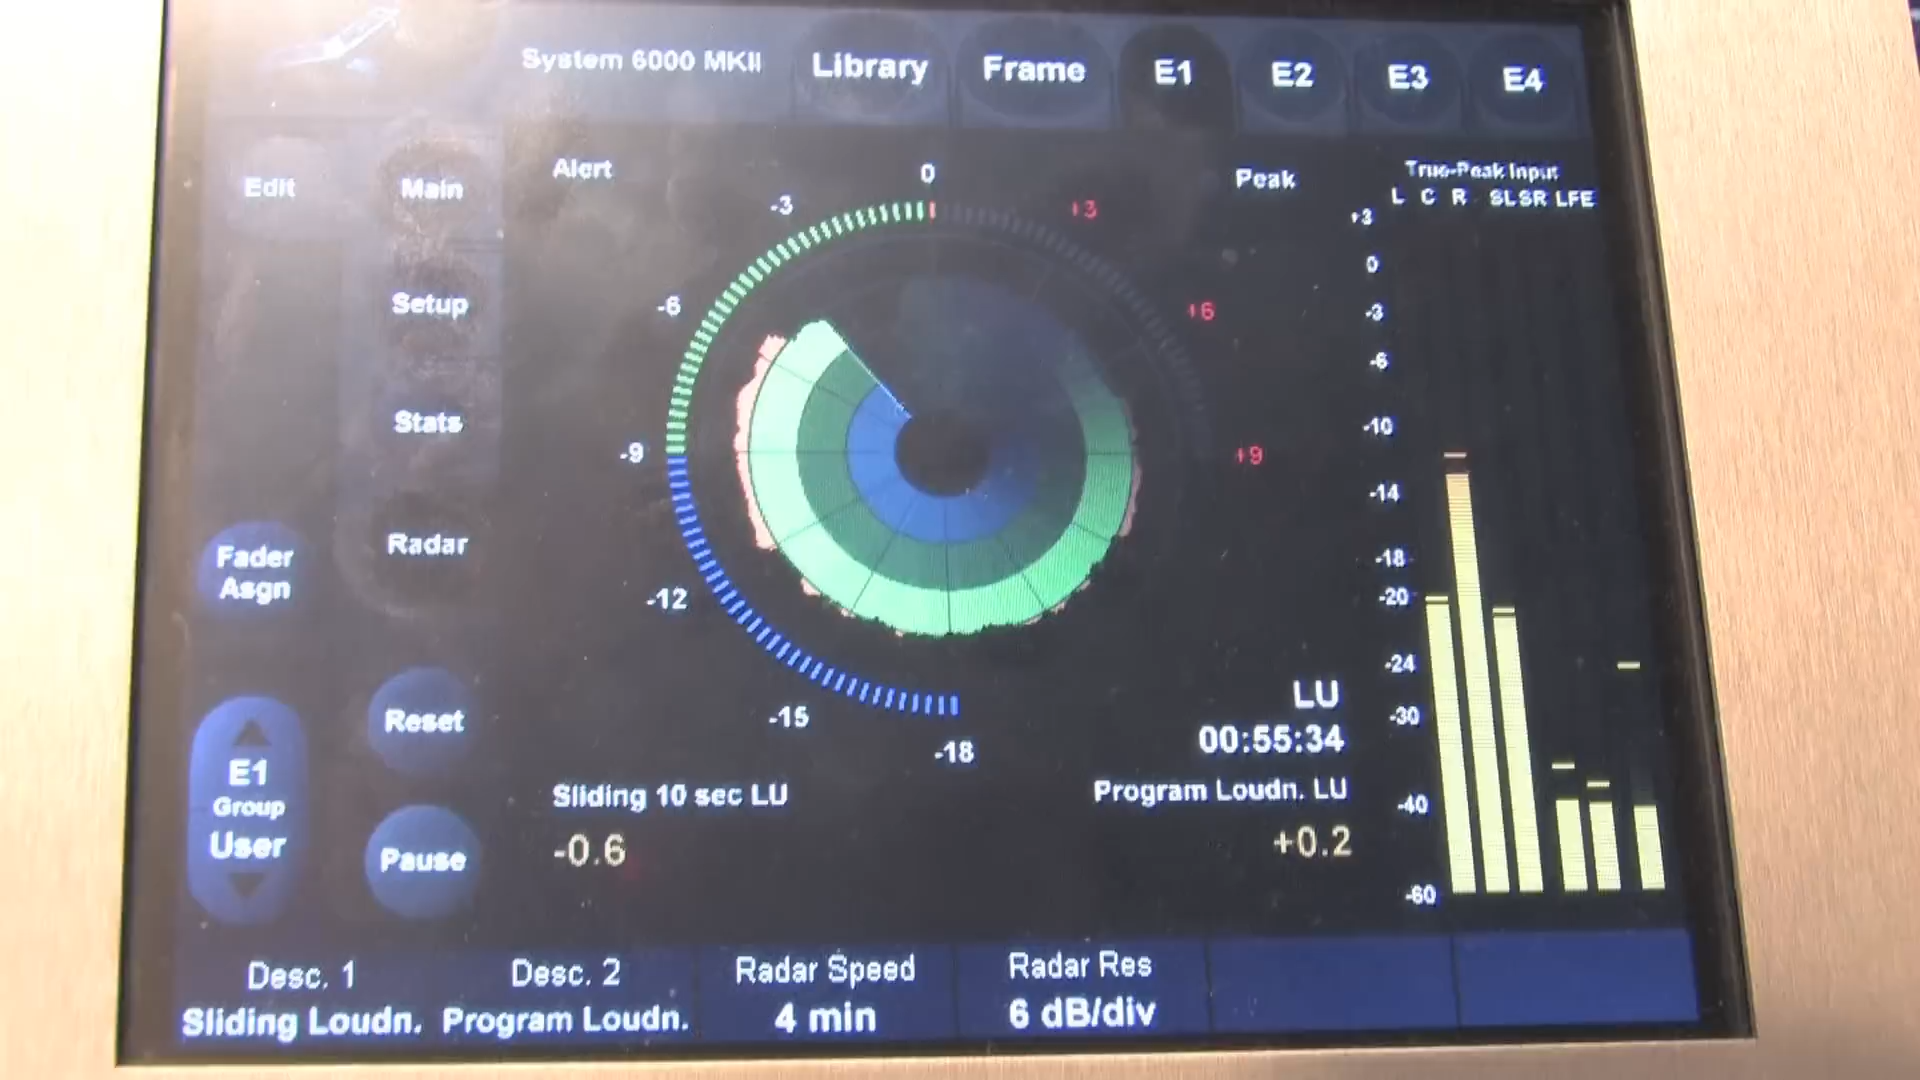 System 6000 MKII
Library
Frame
E1
E2
E3
E4
Edit
Main
Setup
Stats
Radar
Fader
Asgn
Reset
Pause
E1
Group
User
Alert
Peak
0
-3
-6
-9
-12
-15
-18
+3
+6
+9
True-Peak Input
L C R SL SR LFE
+3
0
-3
-6
-10
-14
-18
-20
-24
-30
-40
-60
LU
00:55:34
Sliding 10 sec LU
-0.6
Program Loudn. LU
+0.2
Desc. 1
Sliding Loudn.
Desc. 2
Program Loudn.
Radar Speed
4 min
Radar Res
6 dB/div